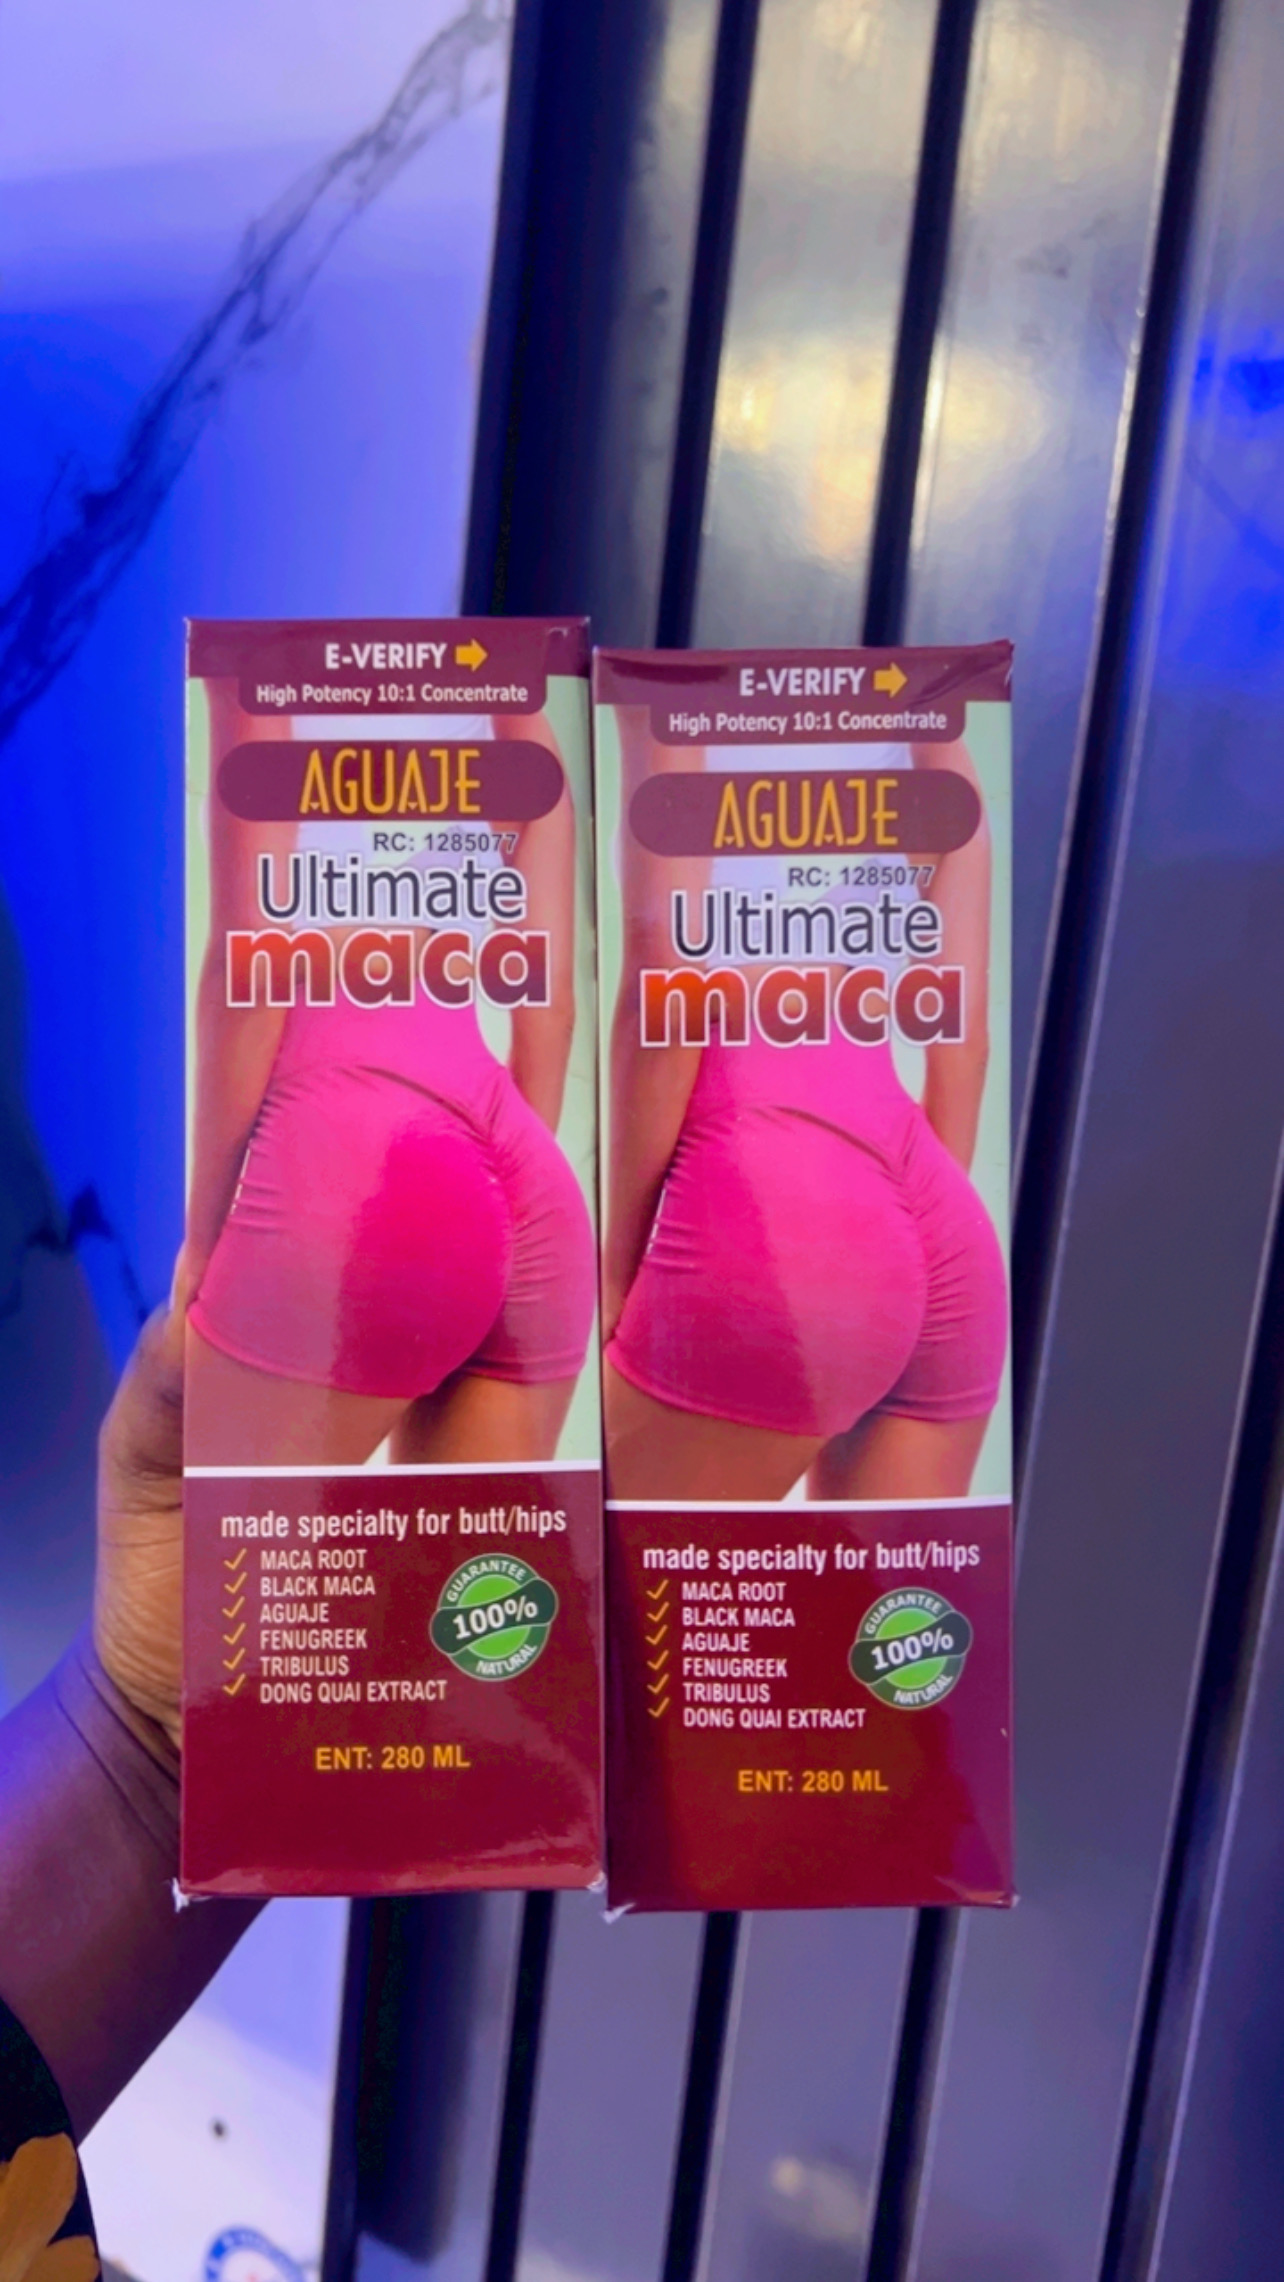 E-VERIFY
High Potency 10:1 Concentrate
AGUAJE
RC: 1285077
Ultimate
maca
made specialty for butt/hips
MACA ROOT
BLACK MACA
AGUAJE
FENUGREEK
TRIBULUS
DONG QUAI EXTRACT
GUARANTEE
100%
NATURAL
ENT: 280 ML
E-VERIFY
High Potency 10:1 Concentrate
AGUAJE
RC: 1285077
Ultimate
maca
made specialty for butt/hips
MACA ROOT
BLACK MACA
AGUAJE
FENUGREEK
TRIBULUS
DONG QUAI EXTRACT
GUARANTEE
100%
NATURAL
ENT: 280 ML